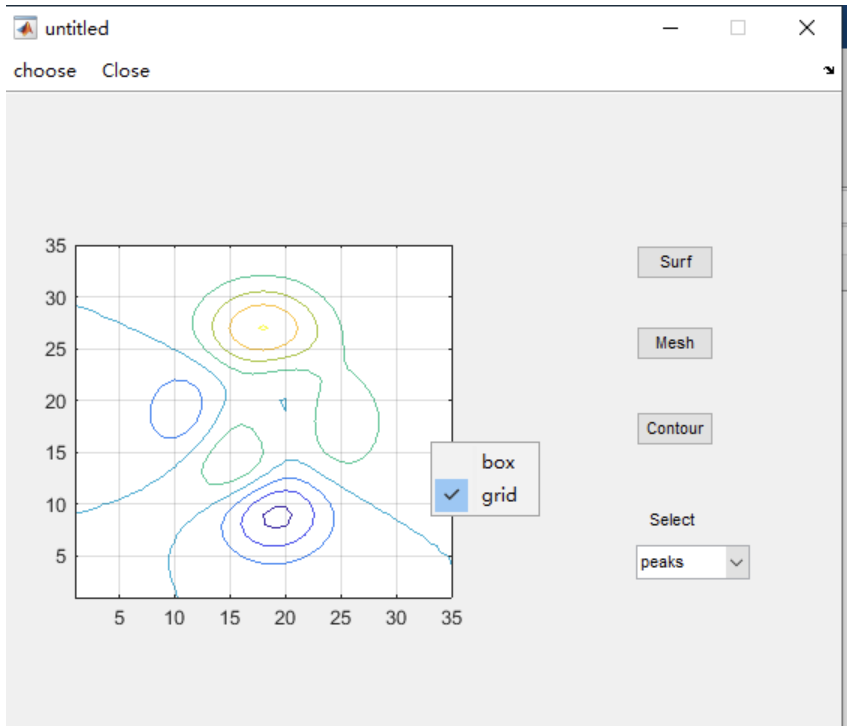 untitled
choose Close
35
30
25
20
15
10
5
5 10 15 20 25 30 35
box
grid
Surf
Mesh
Contour
Select
peaks